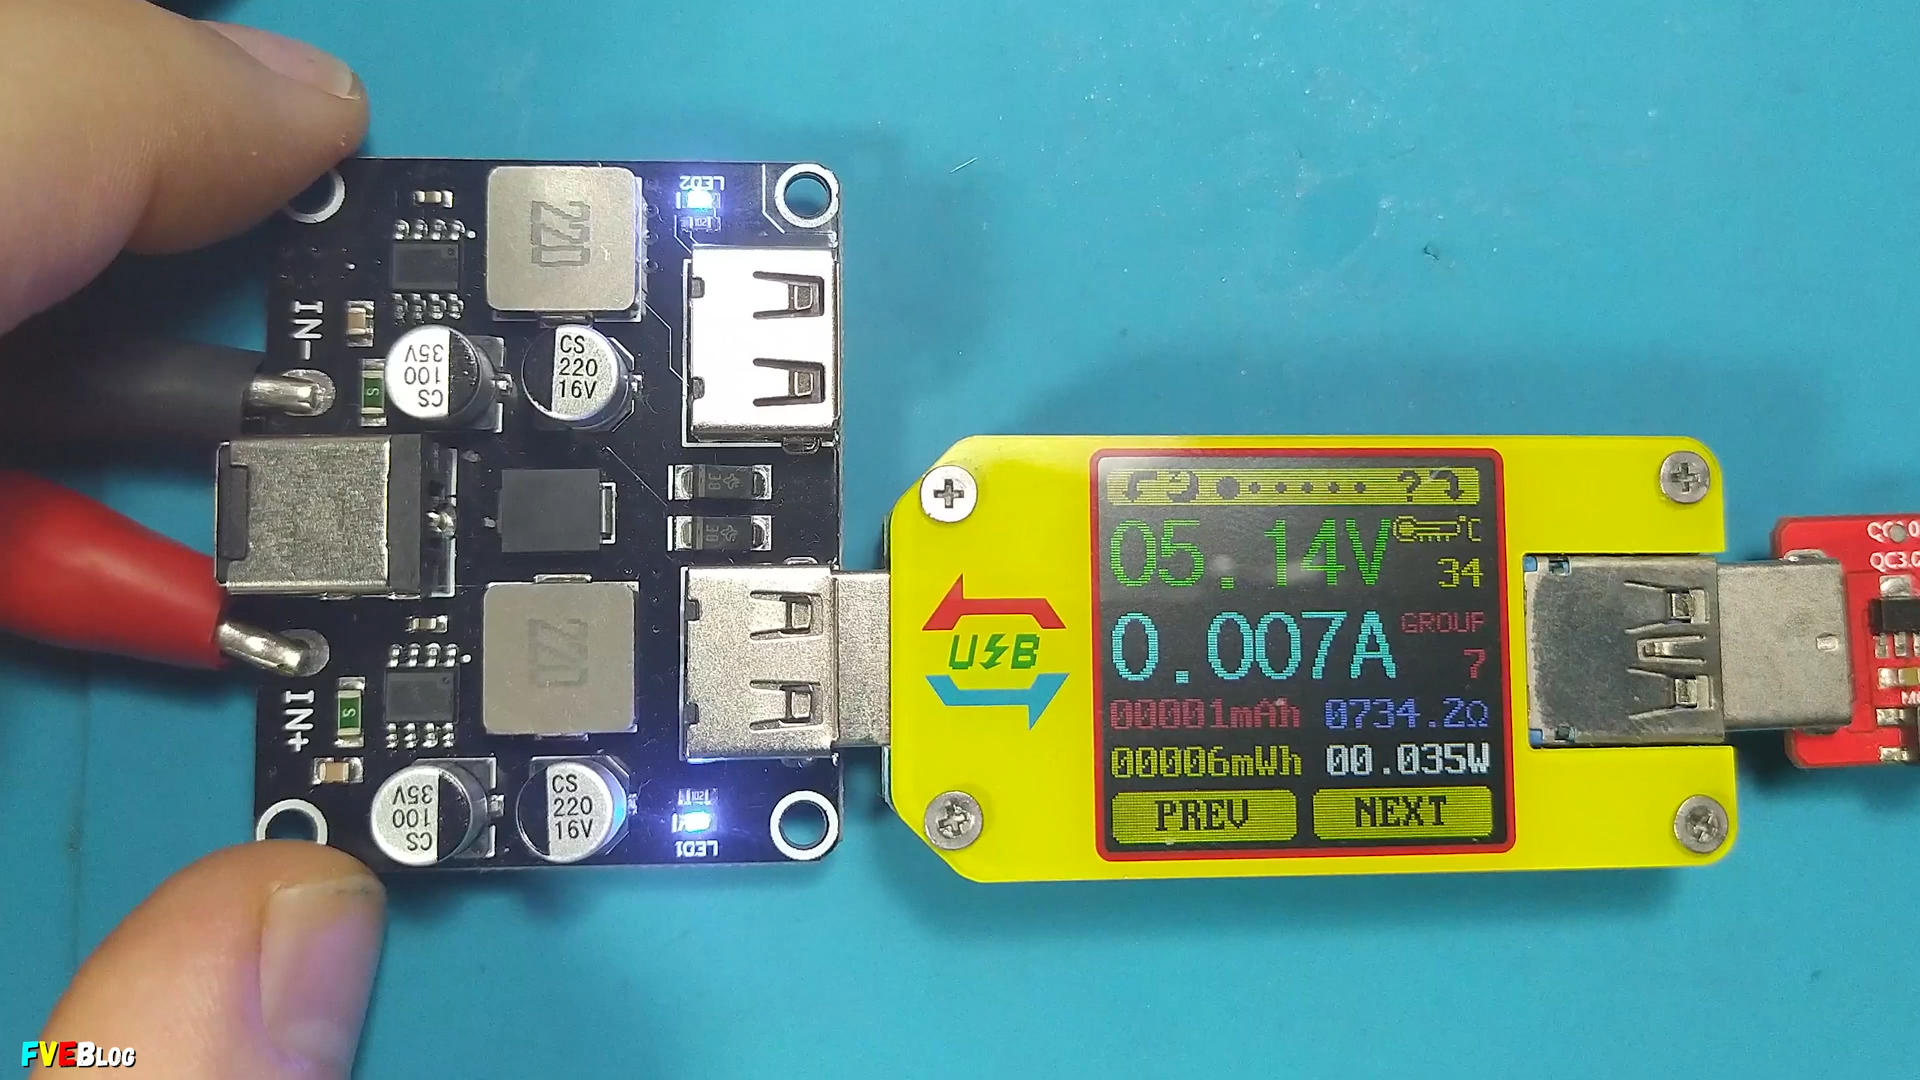 LED2
220
IN-
35V
100
CS
CS
220
16V
S
?
05.14V
°C
34
0.007A
GROUP
7
00001mAh
0734.2Ω
00006mWh
00.035W
PREV
NEXT
USB
220
S
IN+
35V
100
CS
CS
220
16V
LED1
QC3.0
FVEBLOG